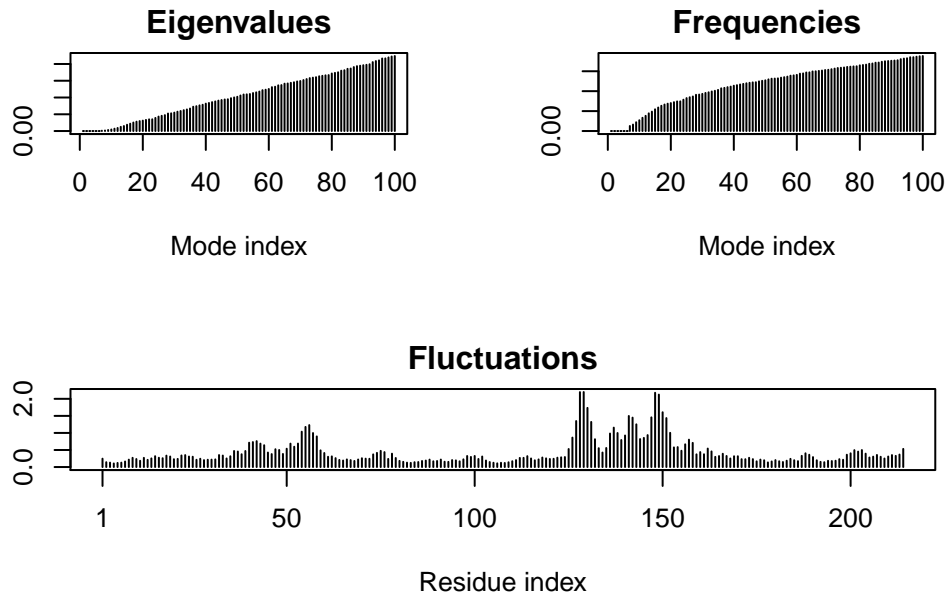 Eigenvalues
0.00
0 20 40 60 80 100
Mode index
Frequencies
0.00
0 20 40 60 80 100
Mode index
Fluctuations
0.0 2.0
1 50 100 150 200
Residue index